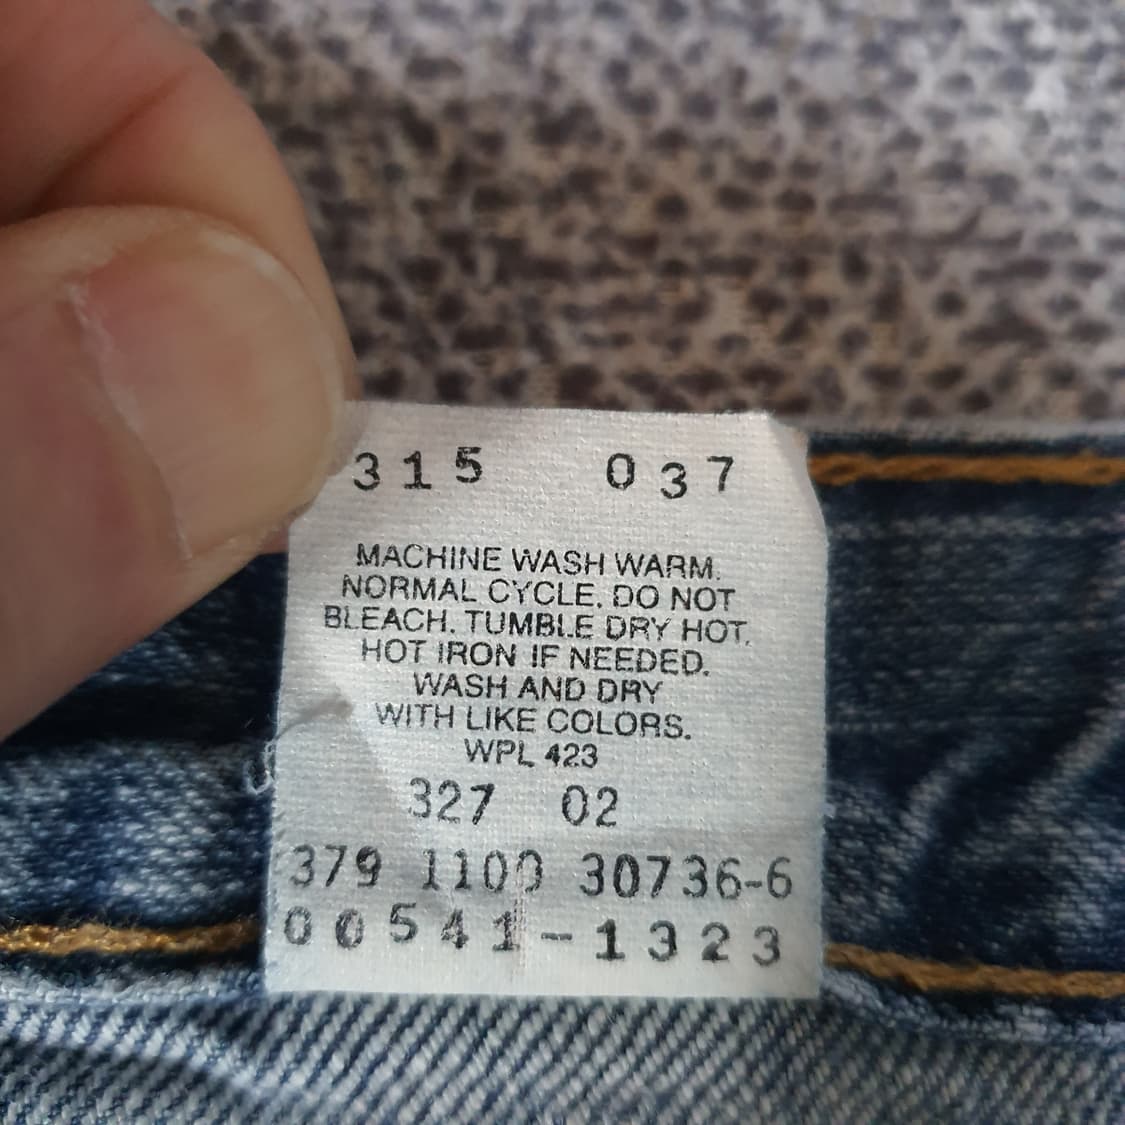 315 037
MACHINE WASH WARM.
NORMAL CYCLE. DO NOT
BLEACH. TUMBLE DRY HOT.
HOT IRON IF NEEDED.
WASH AND DRY
WITH LIKE COLORS.
WPL 423
327 02
379 1100 30736-6
00541-1323